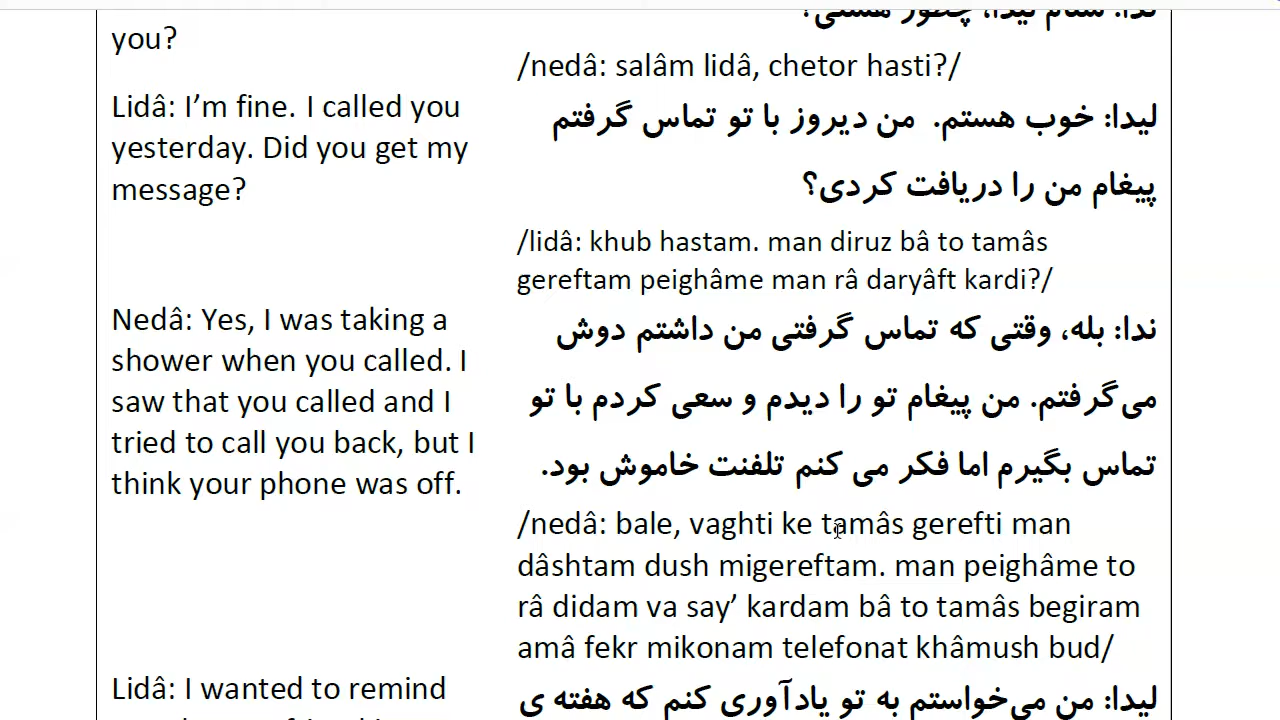 you?
Lidâ: I’m fine. I called you
yesterday. Did you get my
message?
Nedâ: Yes, I was taking a
shower when you called. I
saw that you called and I
tried to call you back, but I
think your phone was off.
Lidâ: I wanted to remind
ندا: سلام لیدا، چطور هستی؟
/nedâ: salâm lidâ, chetor hasti?/
لیدا: خوب هستم. من دیروز با تو تماس گرفتم
پیغام من را دریافت کردی؟
/lidâ: khub hastam. man diruz bâ to tamâs
gereftam peighâme man râ daryâft kardi?/
ندا: بله، وقتی که تماس گرفتی من داشتم دوش
می‌گرفتم. من پیغام تو را دیدم و سعی کردم با تو
تماس بگیرم اما فکر می کنم تلفنت خاموش بود.
/nedâ: bale, vaghti ke tamâs gerefti man
dâshtam dush migereftam. man peighâme to
râ didam va say’ kardam bâ to tamâs begiram
amâ fekr mikonam telefonat khâmush bud/
لیدا: من می‌خواستم به تو یادآوری کنم که هفته ی